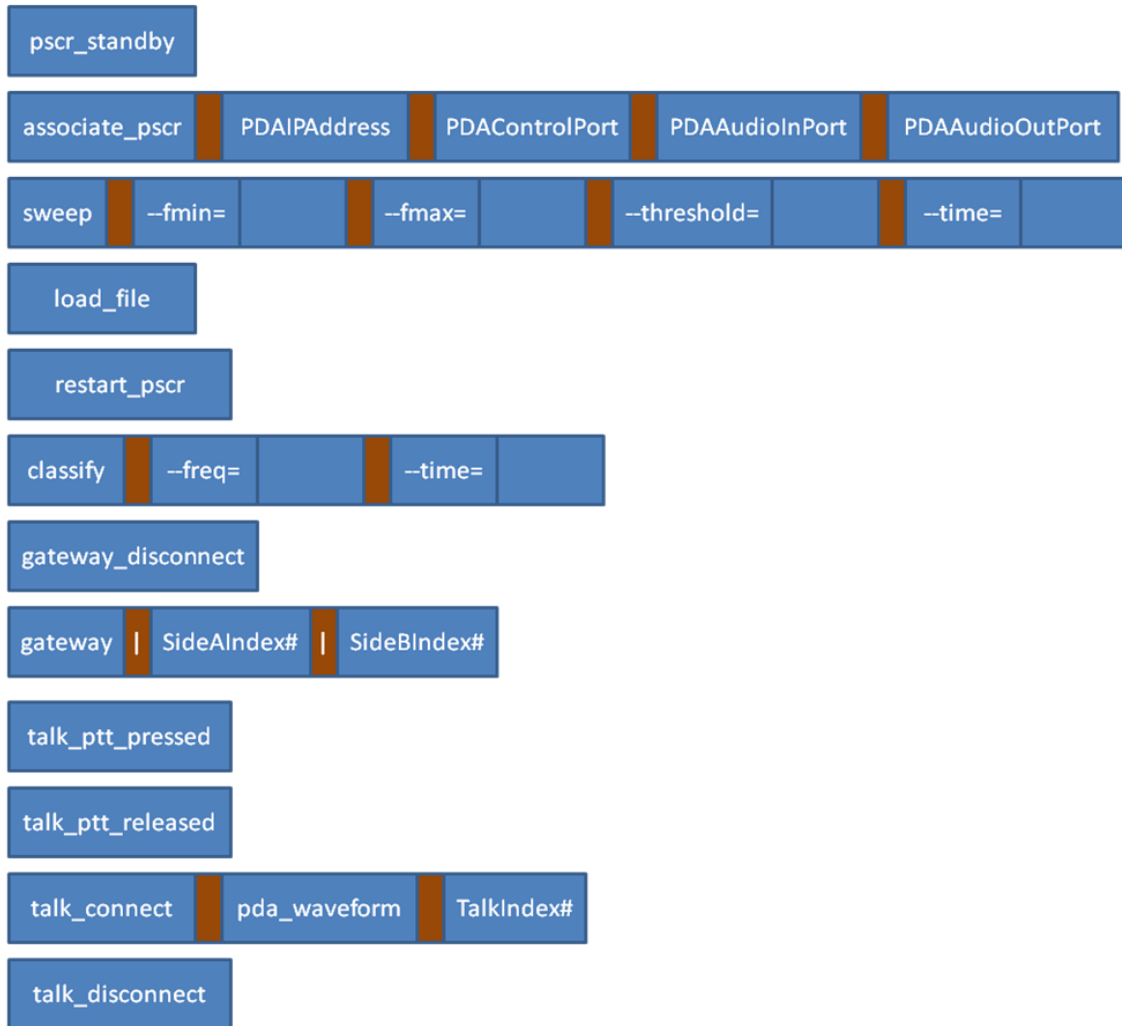 pscr_standby
associate_pscr PDAIPAddress PDAControlPort PDAAudioInPort PDAAudioOutPort
sweep --fmin= --fmax= --threshold= --time=
load_file
restart_pscr
classify --freq= --time=
gateway_disconnect
gateway | SideAIndex# | SideBIndex#
talk_ptt_pressed
talk_ptt_released
talk_connect pda_waveform TalkIndex#
talk_disconnect